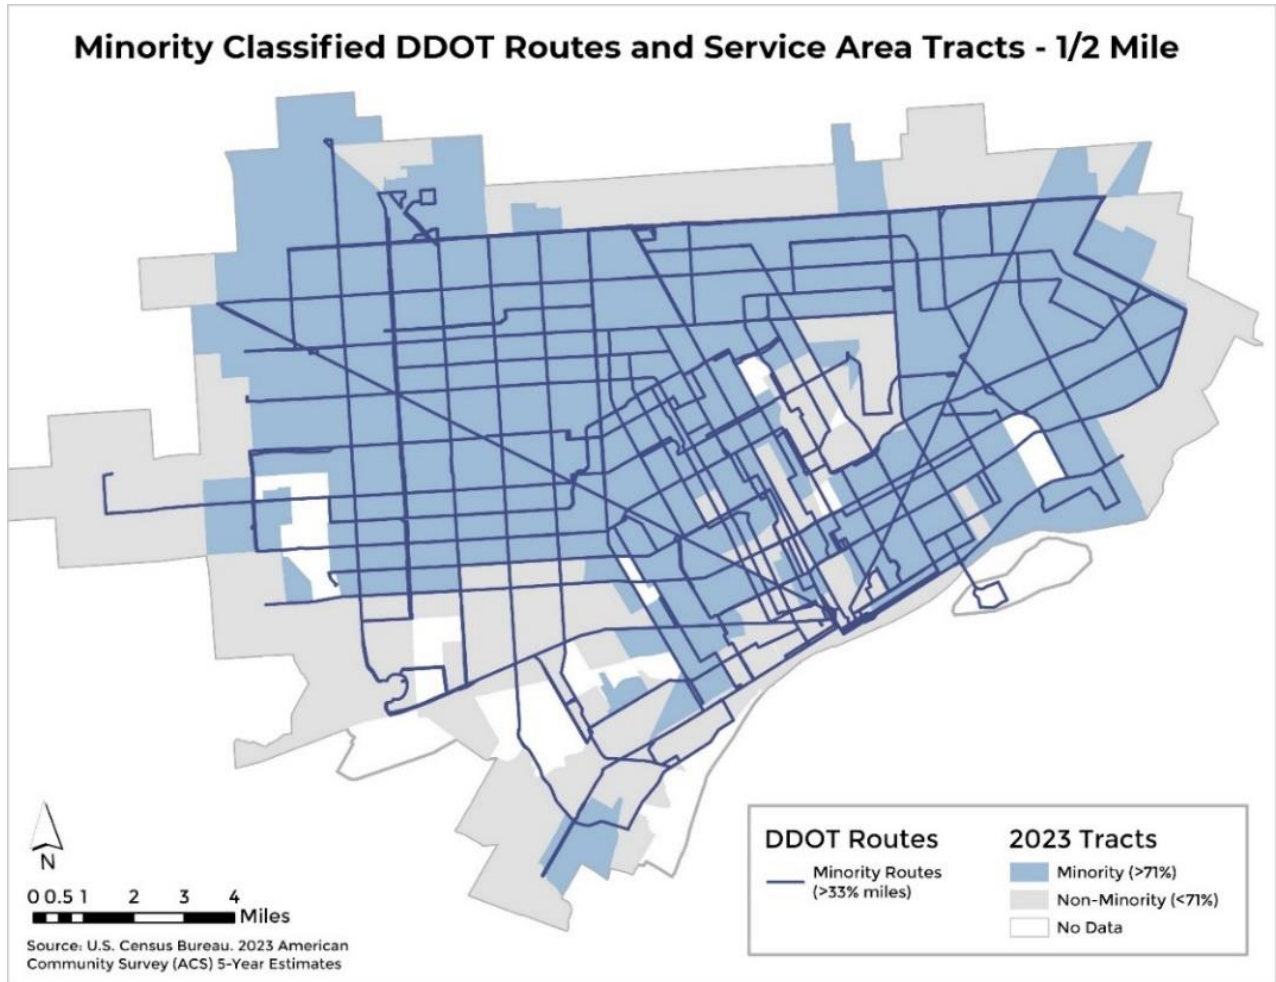 Minority Classified DDOT Routes and Service Area Tracts - 1/2 Mile
N
0 0.5 1 2 3 4
Miles
Source: U.S. Census Bureau. 2023 American
Community Survey (ACS) 5-Year Estimates
DDOT Routes
Minority Routes
(>33% miles)
2023 Tracts
Minority (>71%)
Non-Minority (<71%)
No Data